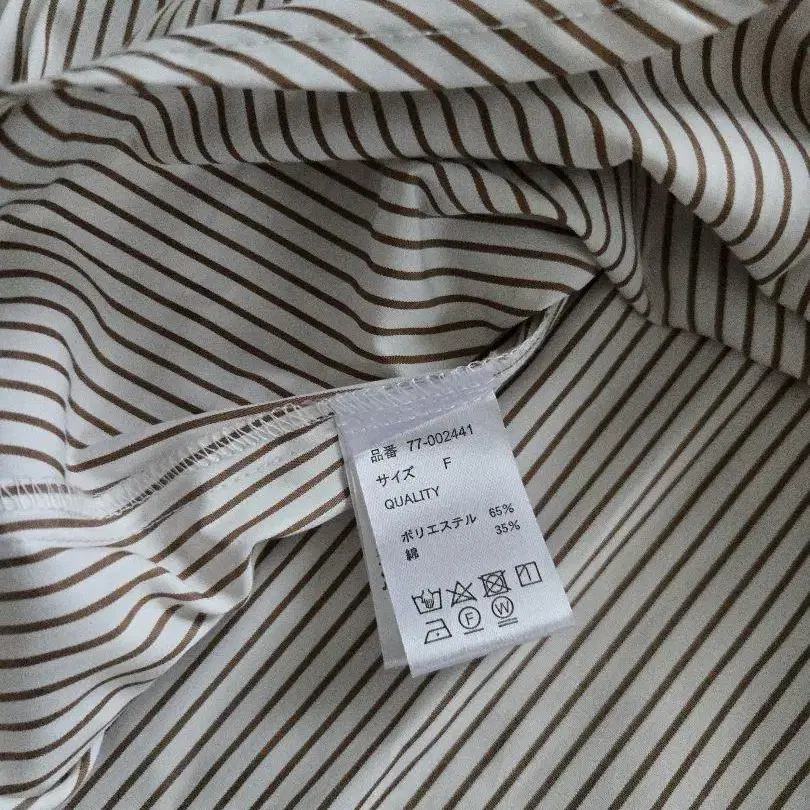 品番 77-002441
サイズ F
QUALITY
ポリエステル 65%
綿 35%
F W